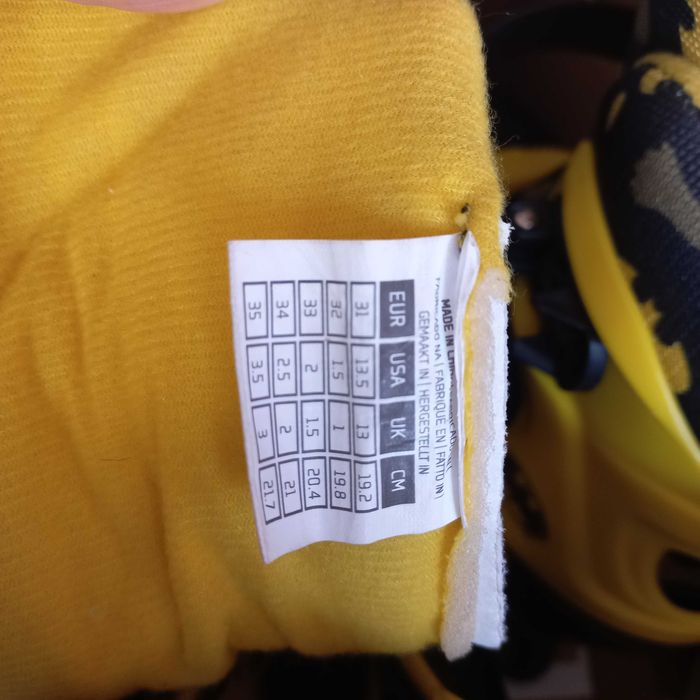 MADE IN
NA | FABRIQUÉ EN | FATTO IN
GEMAAKT IN | HERGESTELLT IN
EUR USA UK CM
31 13.5 13 19.2
32 1.5 1 19.8
33 2 1.5 20.4
34 2.5 2 21
35 3.5 3 21.7